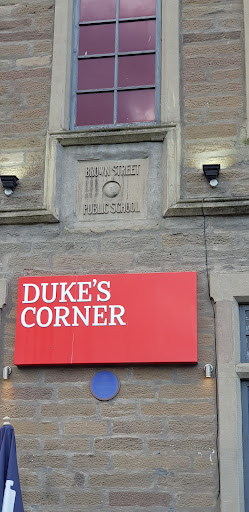 BROWN STREET
PUBLIC SCHOOL
DUKE'S
CORNER